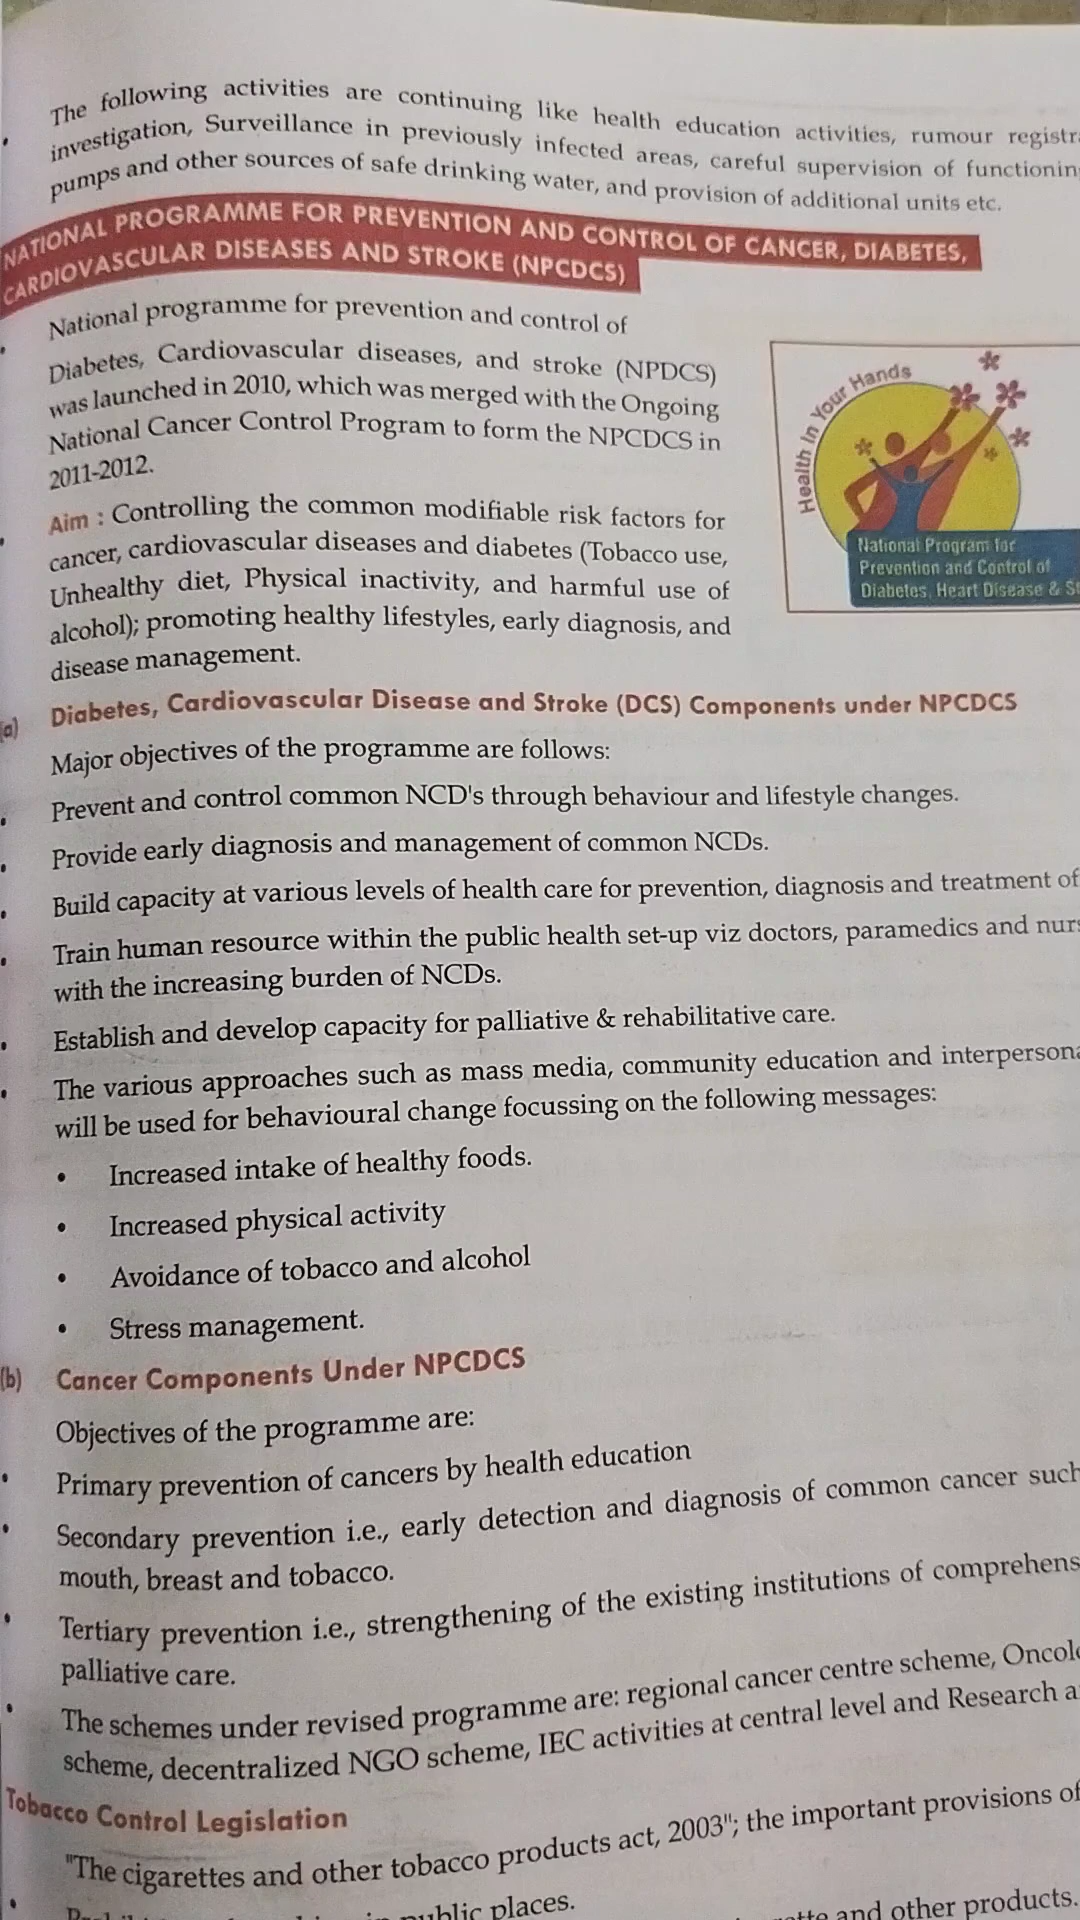 The following activities are continuing like health education activities, rumour
investigation, Surveillance in previously infected areas, careful supervision of
pumps and other sources of safe drinking water, and provision of additional units etc.
NATIONAL PROGRAMME FOR PREVENTION AND CONTROL OF CANCER, DIABETES,
CARDIOVASCULAR DISEASES AND STROKE (NPCDCS)
National programme for prevention and control of
Diabetes, Cardiovascular diseases, and stroke (NPDCS)
was launched in 2010, which was merged with the Ongoing
National Cancer Control Program to form the NPCDCS in
2011-2012.
Health In Your Hands
National Program for
Prevention and Control of
Diabetes, Heart Disease &
Aim : Controlling the common modifiable risk factors for
cancer, cardiovascular diseases and diabetes (Tobacco use,
Unhealthy diet, Physical inactivity, and harmful use of
alcohol); promoting healthy lifestyles, early diagnosis, and
disease management.
(a) Diabetes, Cardiovascular Disease and Stroke (DCS) Components under NPCDCS
Major objectives of the programme are follows:
• Prevent and control common NCD's through behaviour and lifestyle changes.
• Provide early diagnosis and management of common NCDs.
• Build capacity at various levels of health care for prevention, diagnosis and treatment of
• Train human resource within the public health set-up viz doctors, paramedics and
with the increasing burden of NCDs.
• Establish and develop capacity for palliative & rehabilitative care.
• The various approaches such as mass media, community education and
will be used for behavioural change focussing on the following messages:
• Increased intake of healthy foods.
• Increased physical activity
• Avoidance of tobacco and alcohol
• Stress management.
(b) Cancer Components Under NPCDCS
Objectives of the programme are:
• Primary prevention of cancers by health education
• Secondary prevention i.e., early detection and diagnosis of common cancer such
mouth, breast and tobacco.
• Tertiary prevention i.e., strengthening of the existing institutions of
palliative care.
• The schemes under revised programme are: regional cancer centre scheme,
scheme, decentralized NGO scheme, IEC activities at central level and Research
Tobacco Control Legislation
"The cigarettes and other tobacco products act, 2003"; the important provisions of
• public places.
and other products.